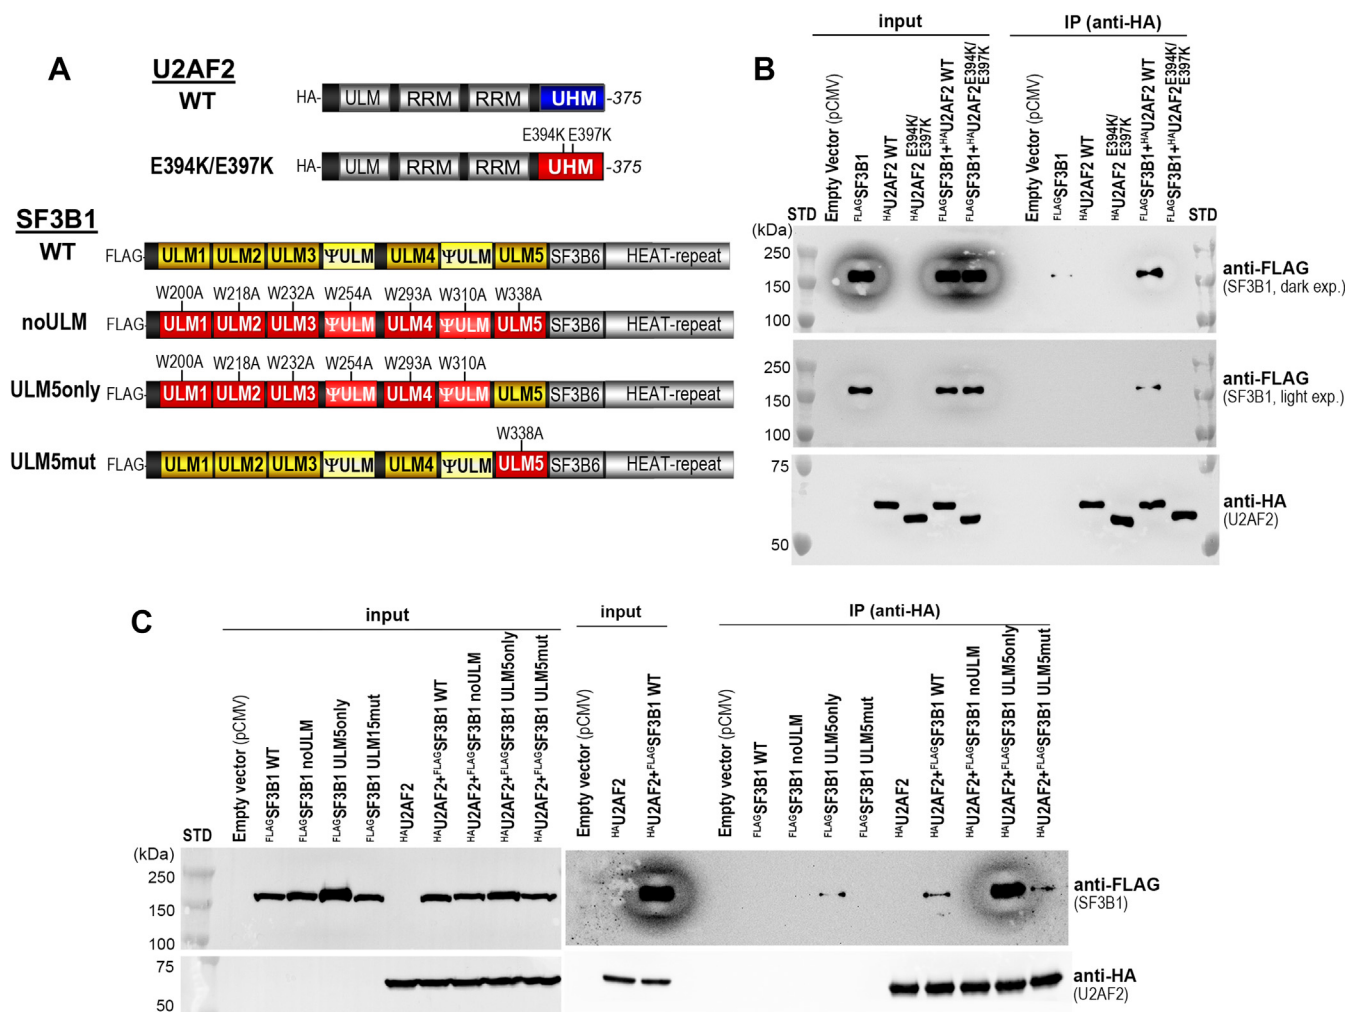 A
U2AF2
WT
HA- ULM RRM RRM UHM -375
E394K E397K
E394K/E397K HA- ULM RRM RRM UHM -375
SF3B1
WT FLAG- ULM1 ULM2 ULM3 ΨULM ULM4 ΨULM ULM5 SF3B6 HEAT-repeat
W200A W218A W232A W254A W293A W310A W338A
noULM FLAG- ULM1 ULM2 ULM3 ΨULM ULM4 ΨULM ULM5 SF3B6 HEAT-repeat
W200A W218A W232A W254A W293A W310A
ULM5only FLAG- ULM1 ULM2 ULM3 ΨULM ULM4 ΨULM ULM5 SF3B6 HEAT-repeat
W338A
ULM5mut FLAG- ULM1 ULM2 ULM3 ΨULM ULM4 ΨULM ULM5 SF3B6 HEAT-repeat
B
input
IP (anti-HA)
STD
Empty Vector (pCMV)
FLAGSF3B1
HAU2AF2 WT
HAU2AF2 E394K/E397K
FLAGSF3B1+HAU2AF2 WT
FLAGSF3B1+HAU2AF2E394K/E397K
Empty Vector (pCMV)
FLAGSF3B1
HAU2AF2 WT
HAU2AF2 E394K/E397K
FLAGSF3B1+HAU2AF2 WT
FLAGSF3B1+HAU2AF2E394K/E397K
STD
(kDa)
250
150
100
anti-FLAG
(SF3B1, dark exp.)
250
150
100
anti-FLAG
(SF3B1, light exp.)
75
50
anti-HA
(U2AF2)
C
input
input
IP (anti-HA)
STD
Empty vector (pCMV)
FLAGSF3B1 WT
FLAGSF3B1 noULM
FLAGSF3B1 ULM5only
FLAGSF3B1 ULM15mut
HAU2AF2
HAU2AF2+FLAGSF3B1 WT
HAU2AF2+FLAGSF3B1 noULM
HAU2AF2+FLAGSF3B1 ULM5only
HAU2AF2+FLAGSF3B1 ULM5mut
Empty vector (pCMV)
HAU2AF2
HAU2AF2+FLAGSF3B1 WT
Empty vector (pCMV)
FLAGSF3B1 WT
FLAGSF3B1 noULM
FLAGSF3B1 ULM5only
FLAGSF3B1 ULM5mut
HAU2AF2
HAU2AF2+FLAGSF3B1 WT
HAU2AF2+FLAGSF3B1 noULM
HAU2AF2+FLAGSF3B1 ULM5only
HAU2AF2+FLAGSF3B1 ULM5mut
(kDa)
250
150
100
anti-FLAG
(SF3B1)
75
50
anti-HA
(U2AF2)